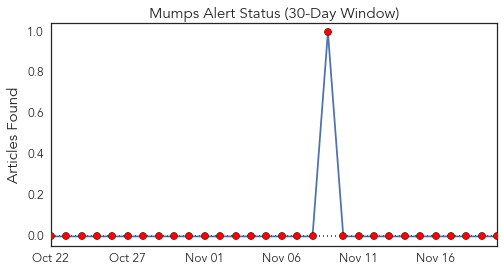 Mumps Alert Status (30-Day Window)
Articles Found
1.0
0.8
0.6
0.4
0.2
0.0
Oct 22 Oct 27 Nov 01 Nov 06 Nov 11 Nov 16